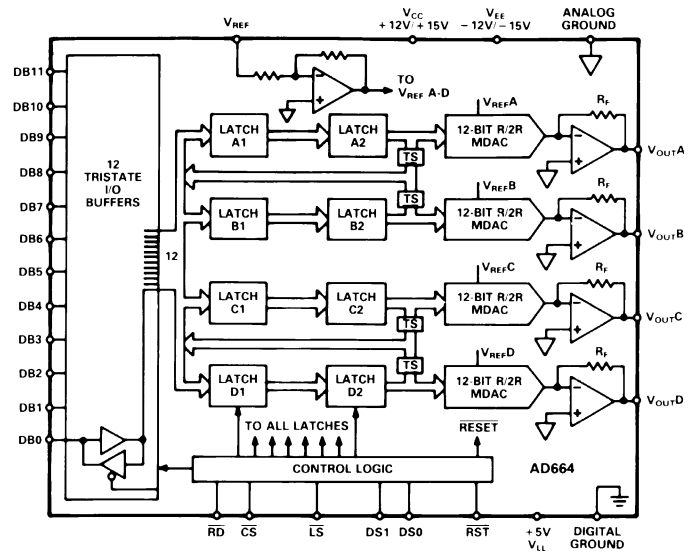 VREF
VCC
+12V/+15V
VEE
−12V/−15V
ANALOG
GROUND
DB11
DB10
DB9
DB8
DB7
DB6
DB5
DB4
DB3
DB2
DB1
DB0
12
TRISTATE
I/O
BUFFERS
12
TO
VREF A-D
LATCH
A1
LATCH
A2
TS
VREFA
12-BIT R/2R
MDAC
RF
VOUTA
TS
LATCH
B1
LATCH
B2
VREFB
12-BIT R/2R
MDAC
RF
VOUTB
LATCH
C1
LATCH
C2
TS
VREFC
12-BIT R/2R
MDAC
RF
VOUTC
TS
LATCH
D1
LATCH
D2
VREFD
12-BIT R/2R
MDAC
RF
VOUTD
TO ALL LATCHES
RESET
CONTROL LOGIC
AD664
RD
CS
LS
DS1
DS0
RST
+5V
VLL
DIGITAL
GROUND